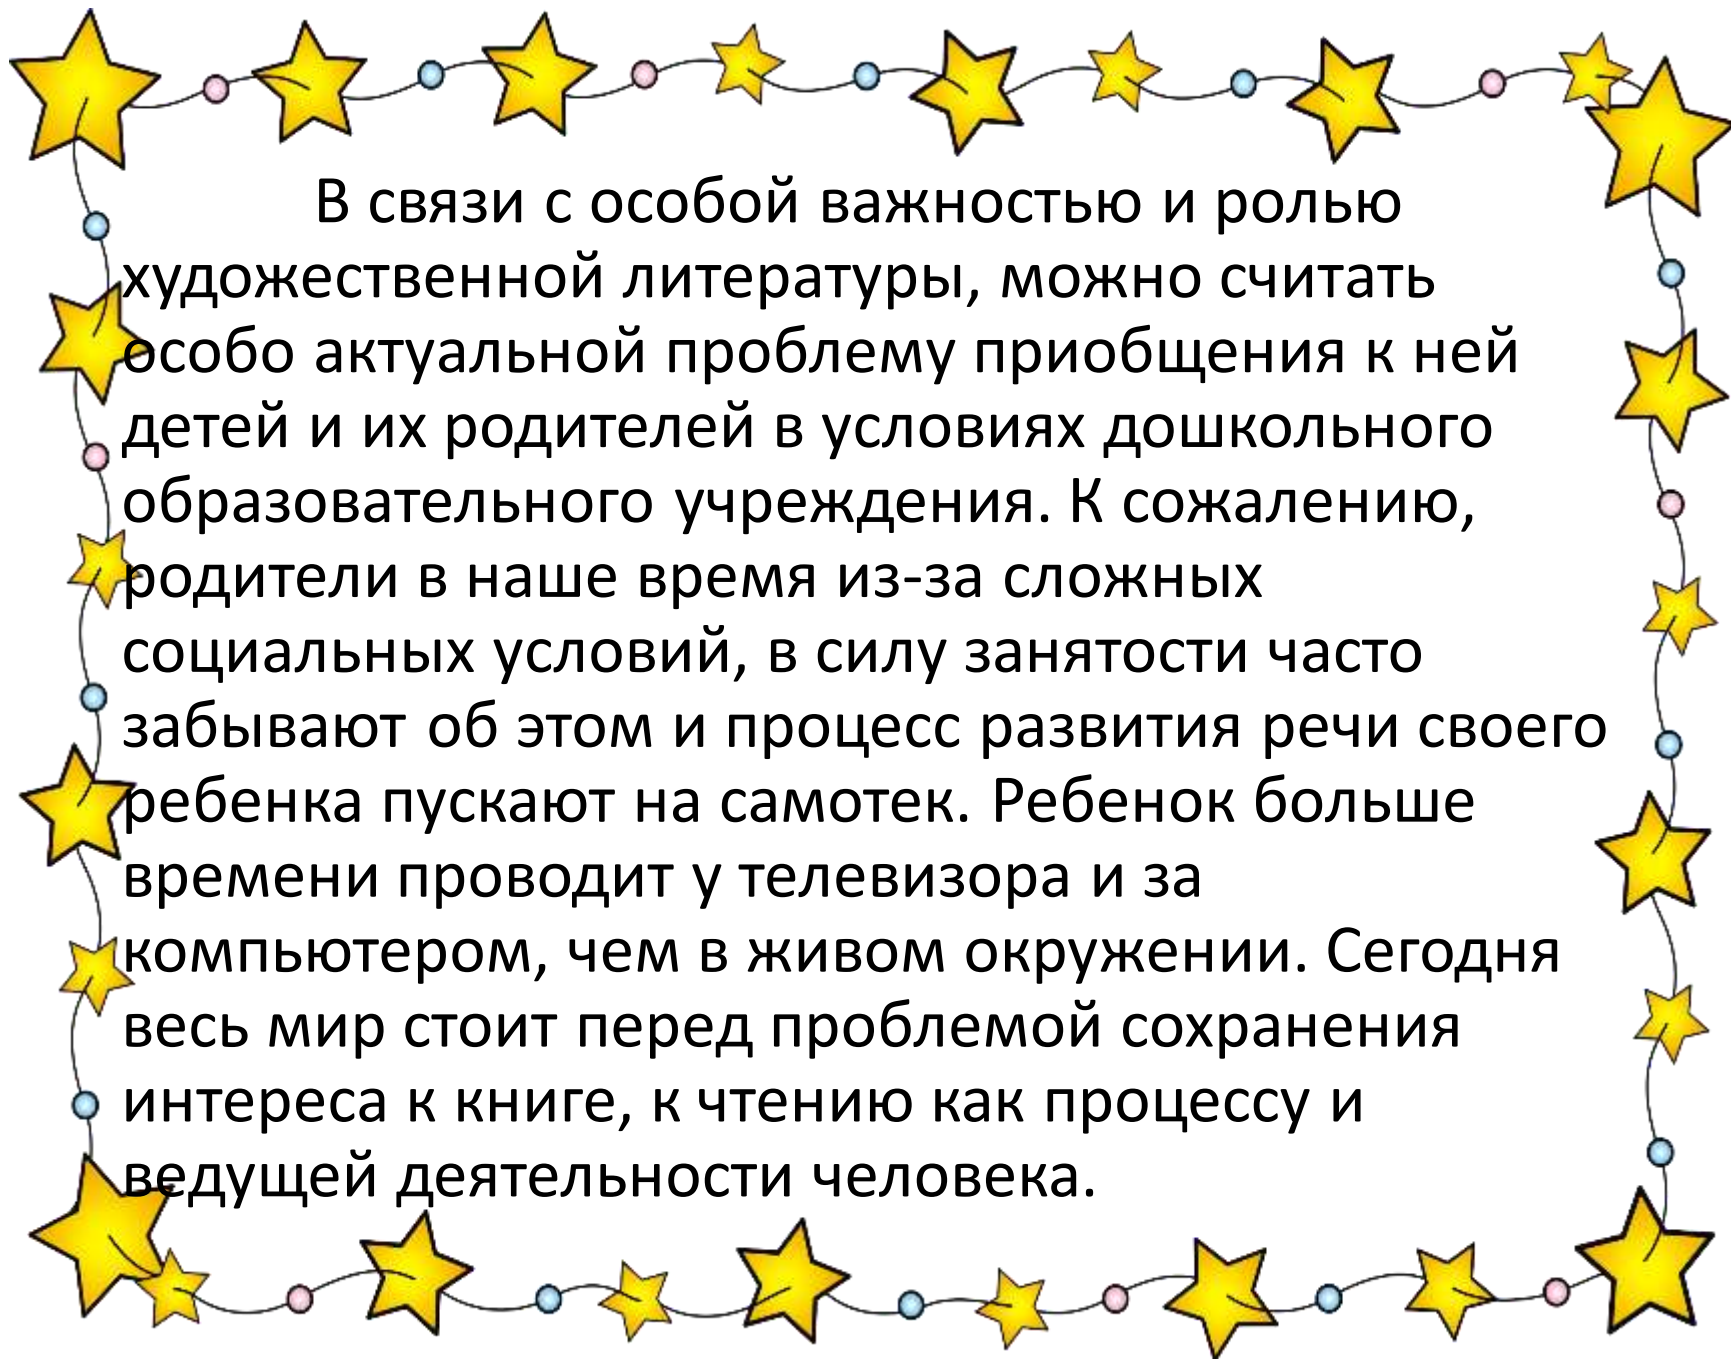 В связи с особой важностью и ролью
художественной литературы, можно считать
особо актуальной проблему приобщения к ней
детей и их родителей в условиях дошкольного
образовательного учреждения. К сожалению,
родители в наше время из-за сложных
социальных условий, в силу занятости часто
забывают об этом и процесс развития речи своего
ребенка пускают на самотек. Ребенок больше
времени проводит у телевизора и за
компьютером, чем в живом окружении. Сегодня
весь мир стоит перед проблемой сохранения
интереса к книге, к чтению как процессу и
ведущей деятельности человека.